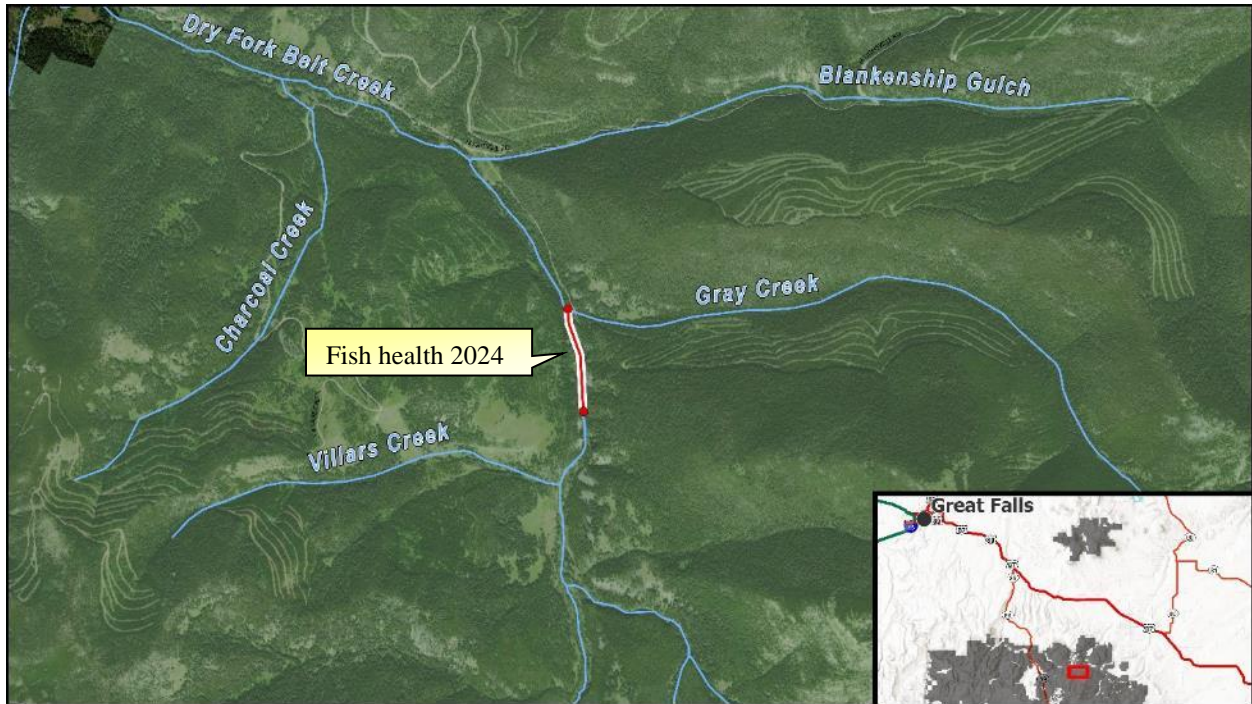 Dry Fork Belt Creek
Blankenship Gulch
Charcoal Creek
Gray Creek
Fish health 2024
Villars Creek
Great Falls